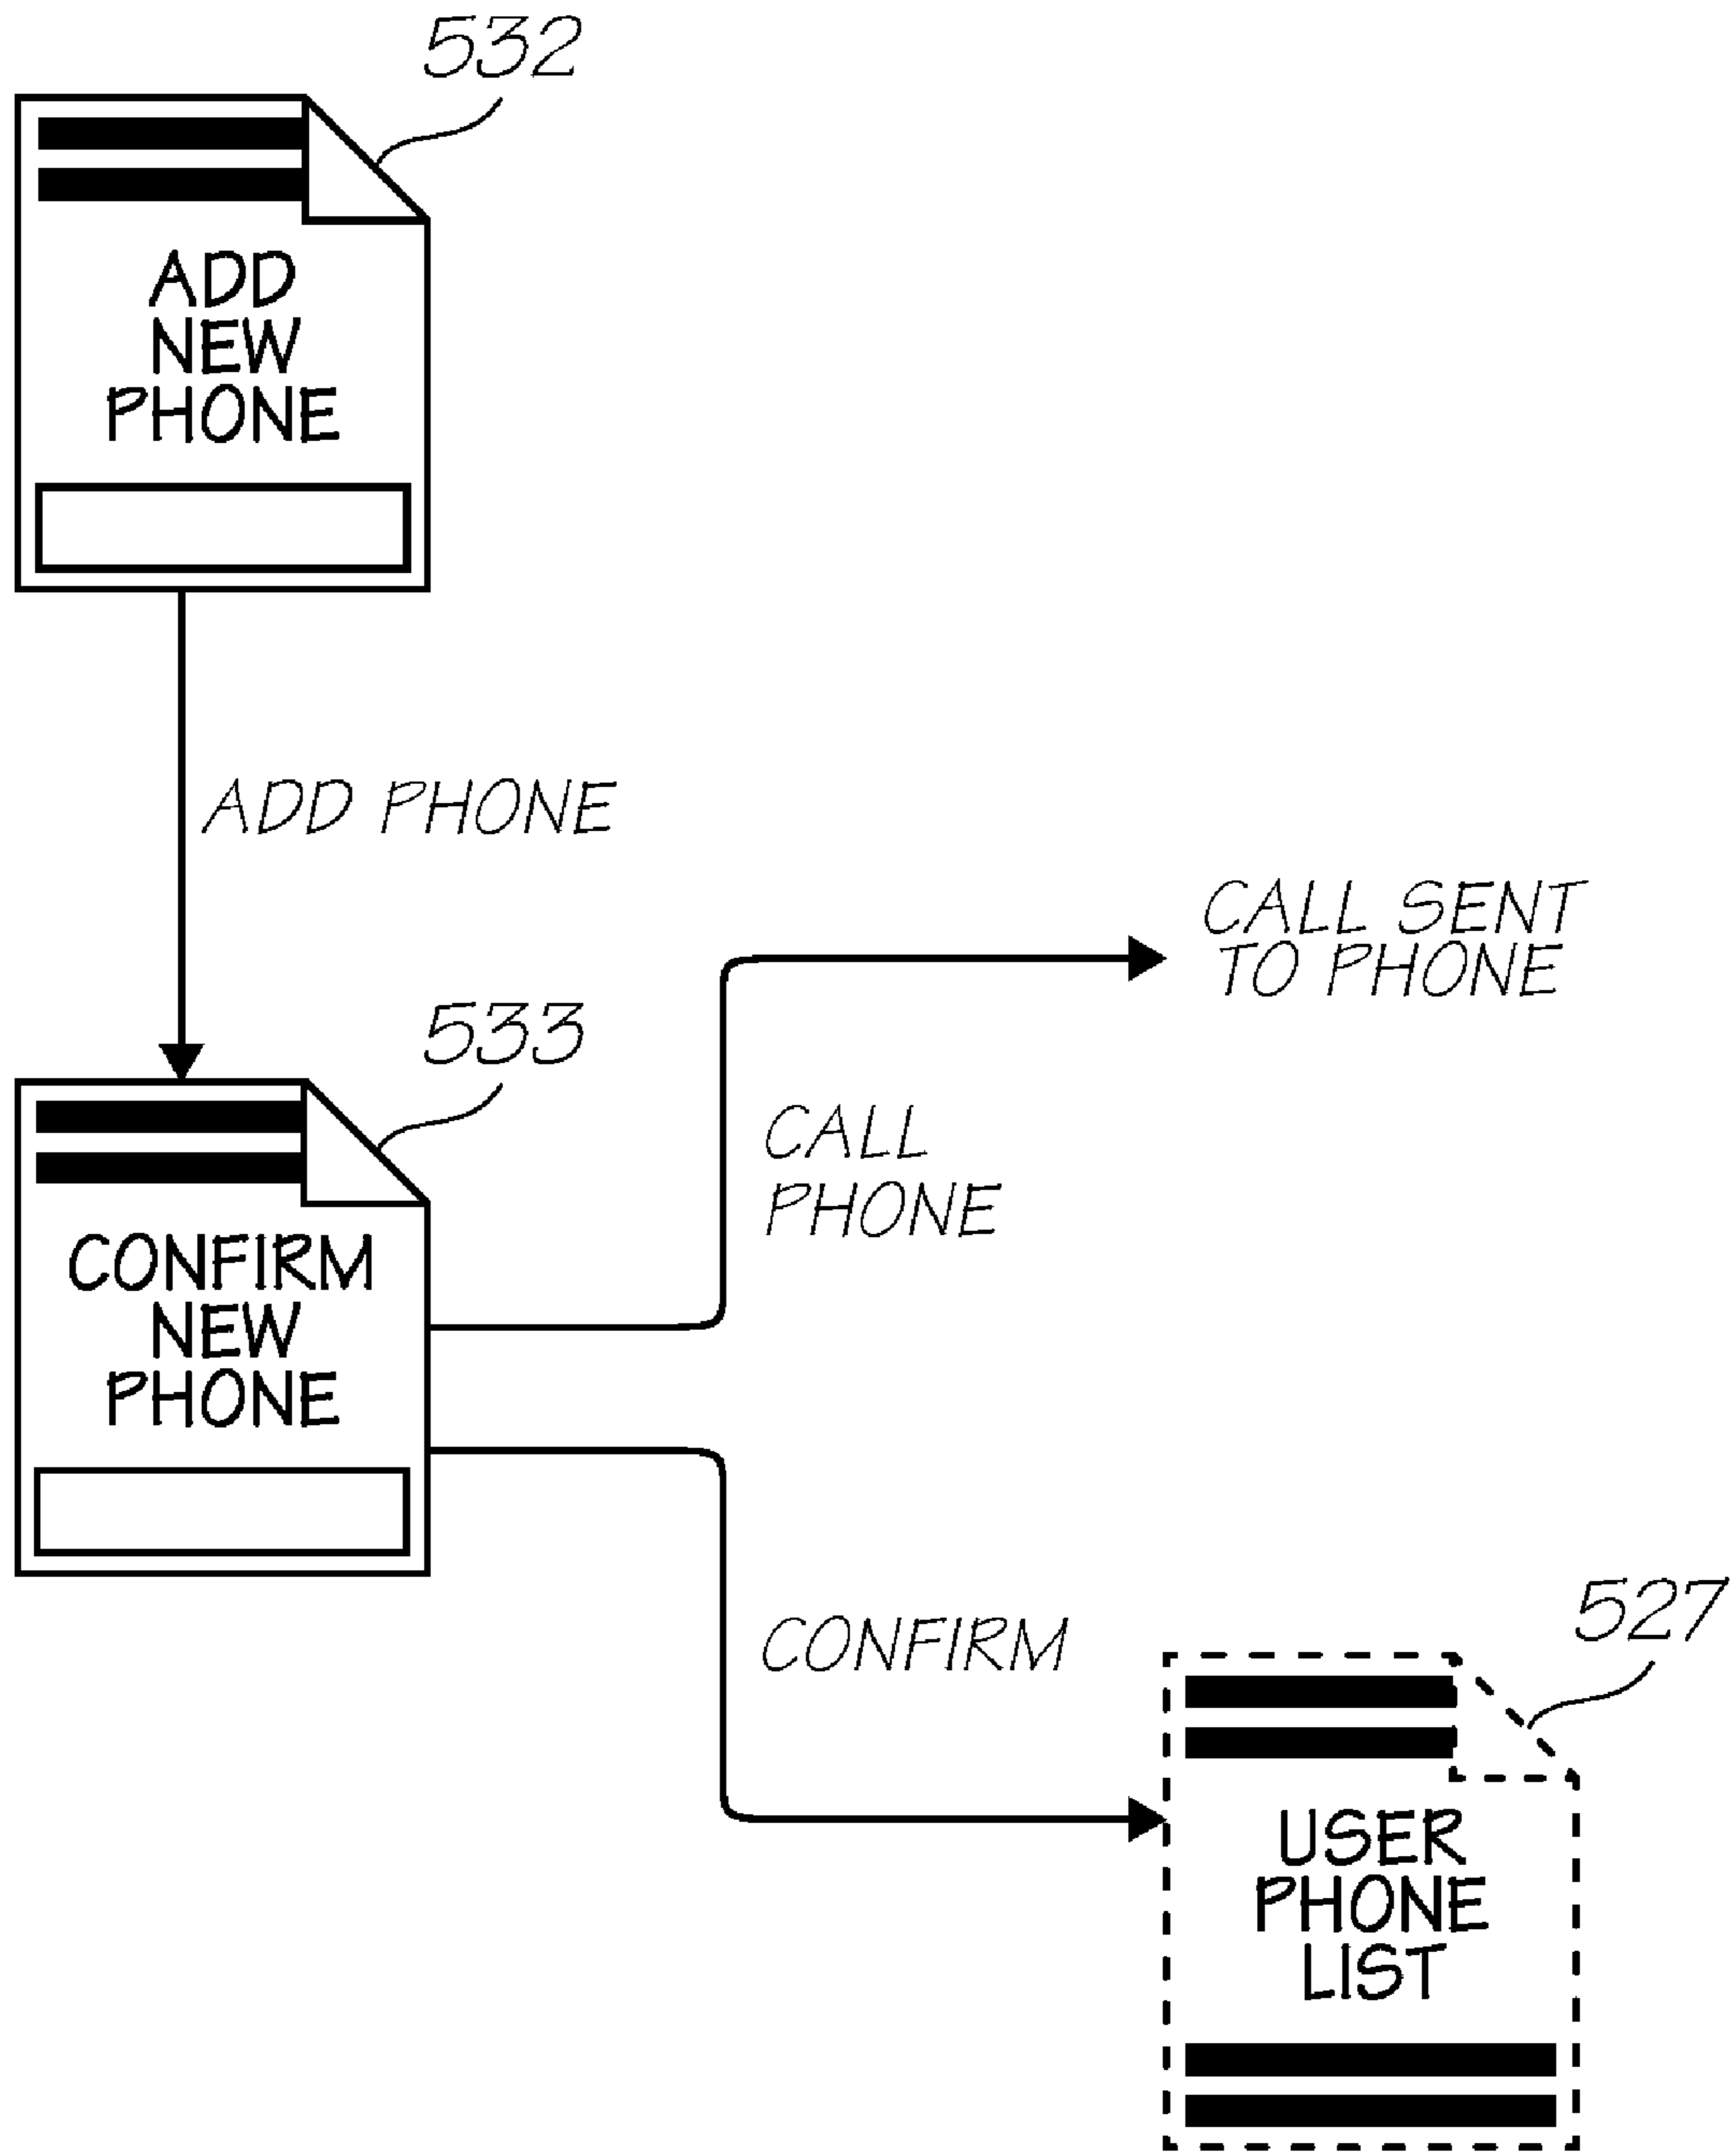 532
ADD
NEW
PHONE
ADD PHONE
CALL SENT
TO PHONE
533
CALL
PHONE
CONFIRM
NEW
PHONE
CONFIRM
527
USER
PHONE
LIST